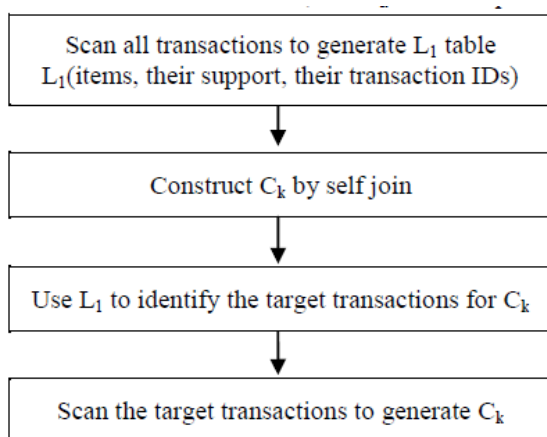 Scan all transactions to generate L₁ table
L₁(items, their support, their transaction IDs)
Construct Cₖ by self join
Use L₁ to identify the target transactions for Cₖ
Scan the target transactions to generate Cₖ